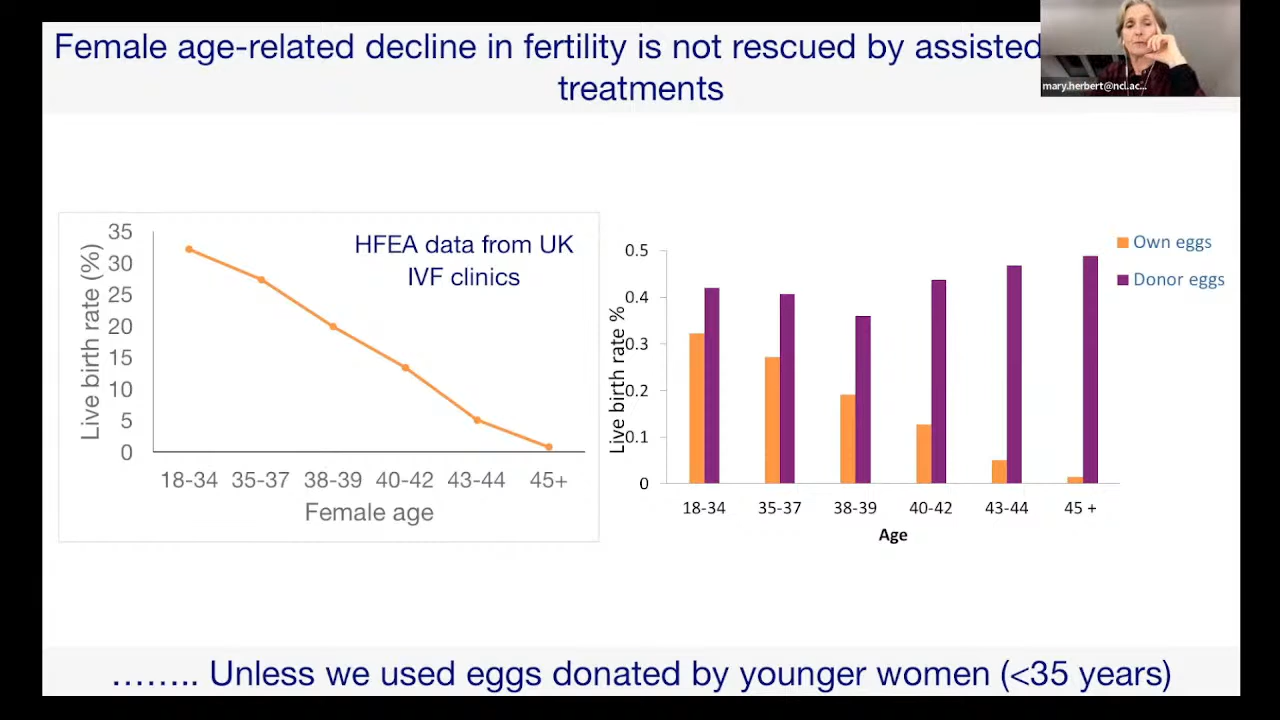 Female age-related decline in fertility is not rescued by assisted
treatments
mary.herbert@ncl.ac...
HFEA data from UK
IVF clinics
Live birth rate (%)
35
30
25
20
15
10
5
0
18-34 35-37 38-39 40-42 43-44 45+
Female age
Own eggs
Donor eggs
Live birth rate %
0.5
0.4
0.3
0.2
0.1
0
18-34 35-37 38-39 40-42 43-44 45 +
Age
…….. Unless we used eggs donated by younger women (<35 years)